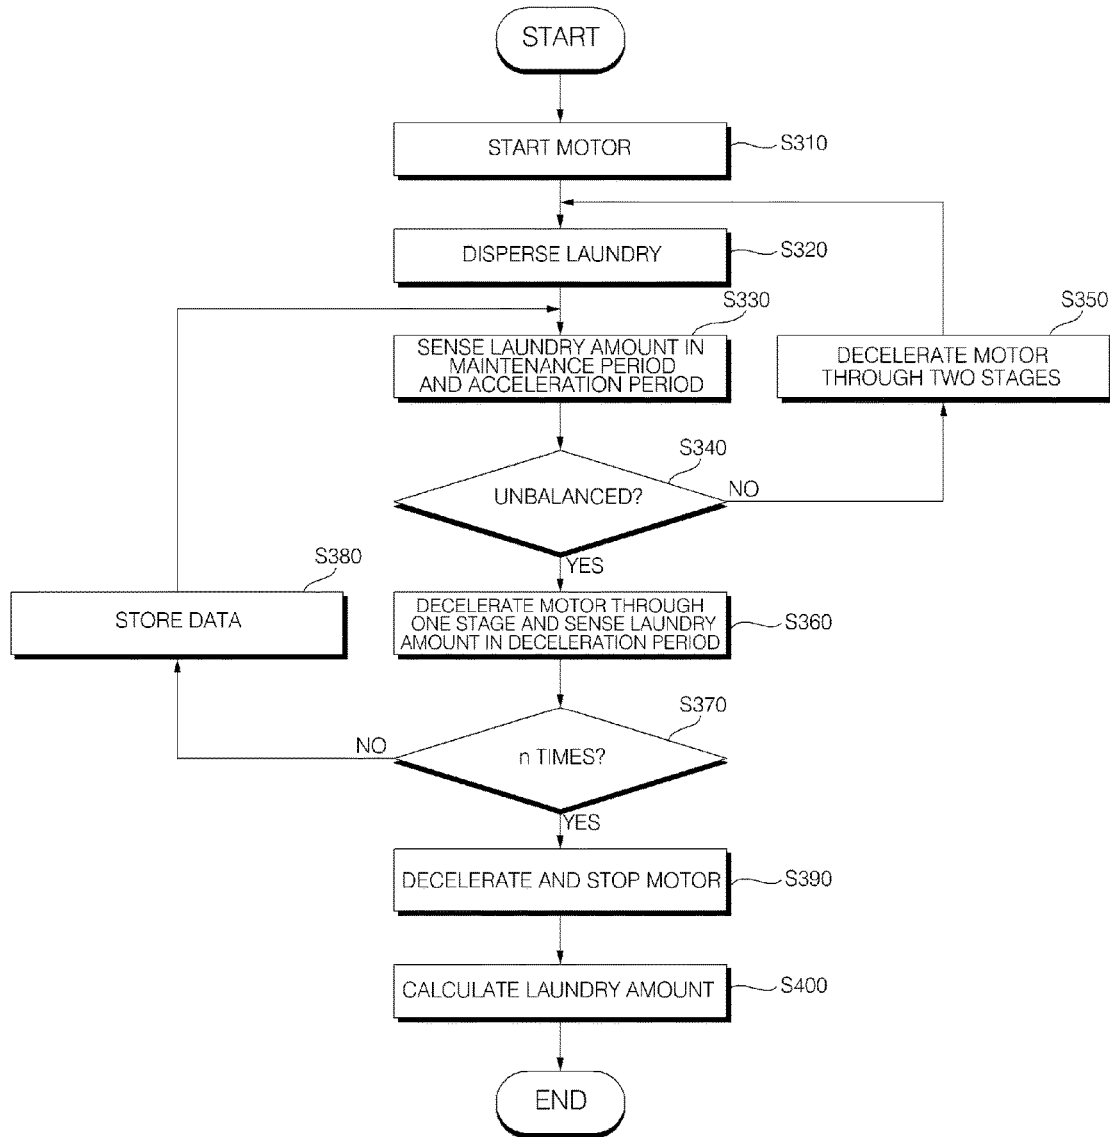 START
START MOTOR
S310
DISPERSE LAUNDRY
S320
S330
SENSE LAUNDRY AMOUNT IN
MAINTENANCE PERIOD
AND ACCELERATION PERIOD
S350
DECELERATE MOTOR
THROUGH TWO STAGES
S340
UNBALANCED?
NO
YES
S380
STORE DATA
DECELERATE MOTOR THROUGH
ONE STAGE AND SENSE LAUNDRY
AMOUNT IN DECELERATION PERIOD
S360
S370
n TIMES?
NO
YES
DECELERATE AND STOP MOTOR
S390
CALCULATE LAUNDRY AMOUNT
S400
END